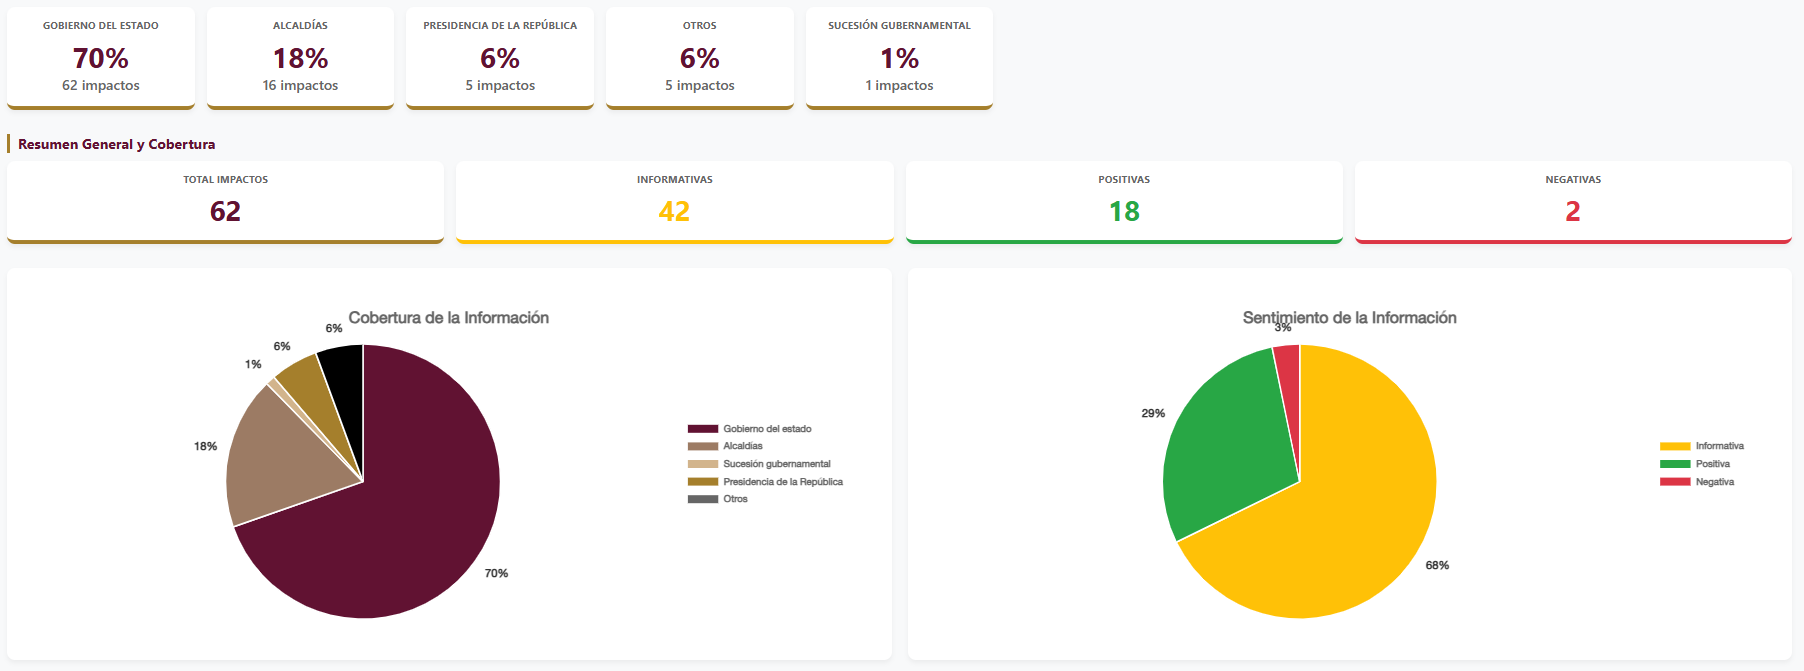 GOBIERNO DEL ESTADO
70%
62 impactos
ALCALDÍAS
18%
16 impactos
PRESIDENCIA DE LA REPÚBLICA
6%
5 impactos
OTROS
6%
5 impactos
SUCESIÓN GUBERNAMENTAL
1%
1 impactos
Resumen General y Cobertura
TOTAL IMPACTOS
62
INFORMATIVAS
42
POSITIVAS
18
NEGATIVAS
2
Cobertura de la Información
6%
6%
1%
18%
70%
Gobierno del estado
Alcaldías
Sucesión gubernamental
Presidencia de la República
Otros
Sentimiento de la Información
3%
29%
68%
Informativa
Positiva
Negativa